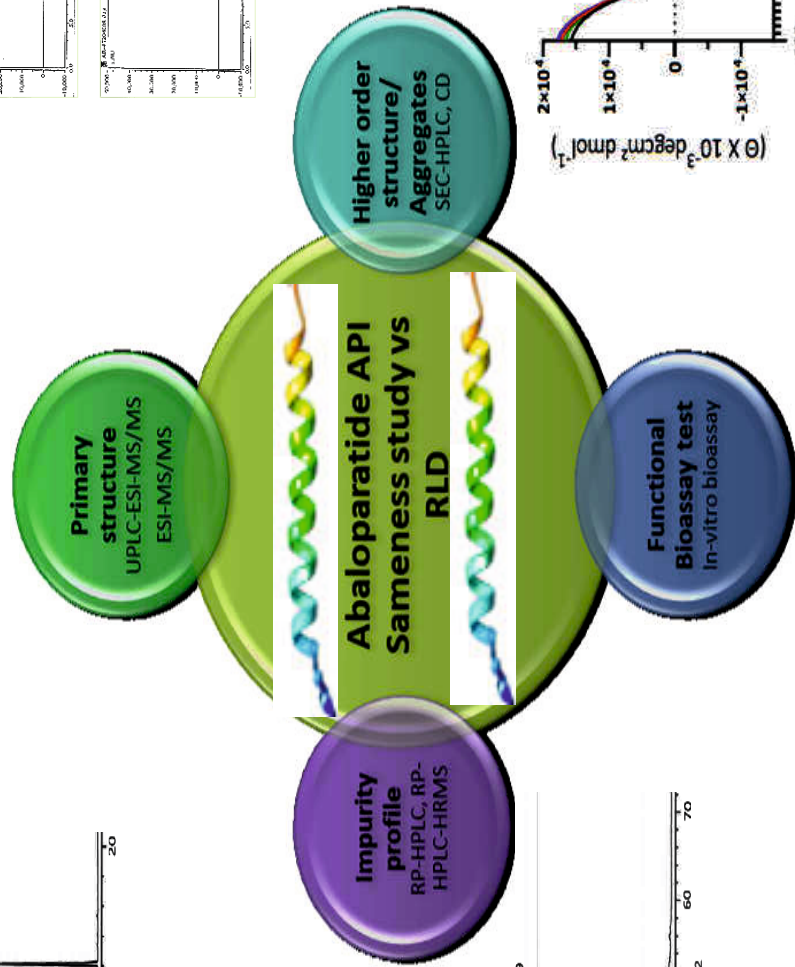 Primary
structure
UPLC-ESI-MS/MS
ESI-MS/MS
Higher order
structure/
Aggregates
SEC-HPLC, CD
Abaloparatide API
Sameness study vs
RLD
Impurity
profile
RP-HPLC, RP-
HPLC-HRMS
Functional
Bioassay test
In-vitro bioassay
2×10⁴
1×10⁴
0
-1×10⁴
(Θ X 10⁻³ degcm² dmol⁻¹)
20
60
70